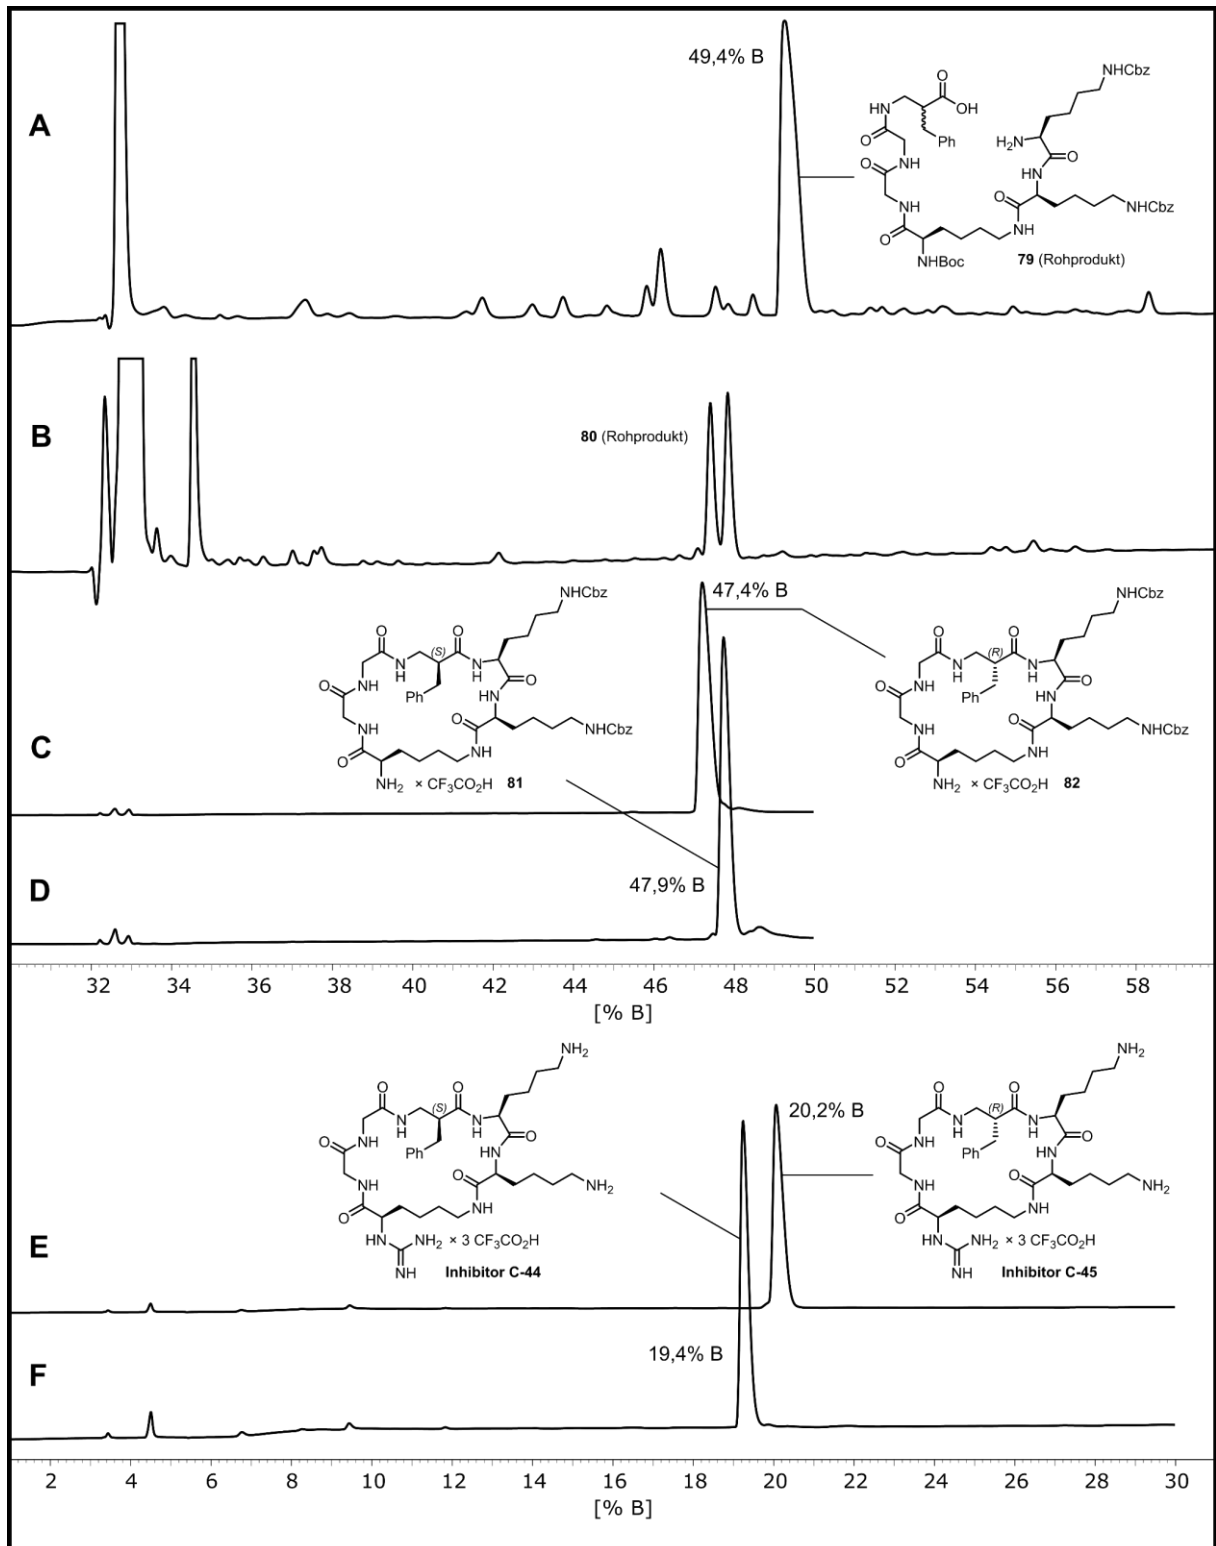 A
49,4% B
O
OH
HN
Ph
O
NH
O
HN
O
NHBoc
NHCbz
H₂N
O
HN
O
NHCbz
NH
79 (Rohprodukt)
B
80 (Rohprodukt)
C
47,4% B
NHCbz
O
(S)
O
N
H
N
H
NH
Ph
O
O
HN
NH
O
O
NHCbz
NH
NH₂ × CF₃CO₂H 81
NHCbz
O
(R)
O
N
H
N
H
NH
Ph
O
O
HN
NH
O
O
NHCbz
NH
NH₂ × CF₃CO₂H 82
D
47,9% B
32 34 36 38 40 42 44 46 48 50 52 54 56 58
[% B]
E
20,2% B
NH₂
O
(S)
O
N
H
N
H
NH
Ph
O
O
HN
NH
O
O
NH₂
NH
HN
NH₂ × 3 CF₃CO₂H
NH
Inhibitor C-44
NH₂
O
(R)
O
N
H
N
H
NH
Ph
O
O
HN
NH
O
O
NH₂
NH
HN
NH₂ × 3 CF₃CO₂H
NH
Inhibitor C-45
F
19,4% B
2 4 6 8 10 12 14 16 18 20 22 24 26 28 30
[% B]